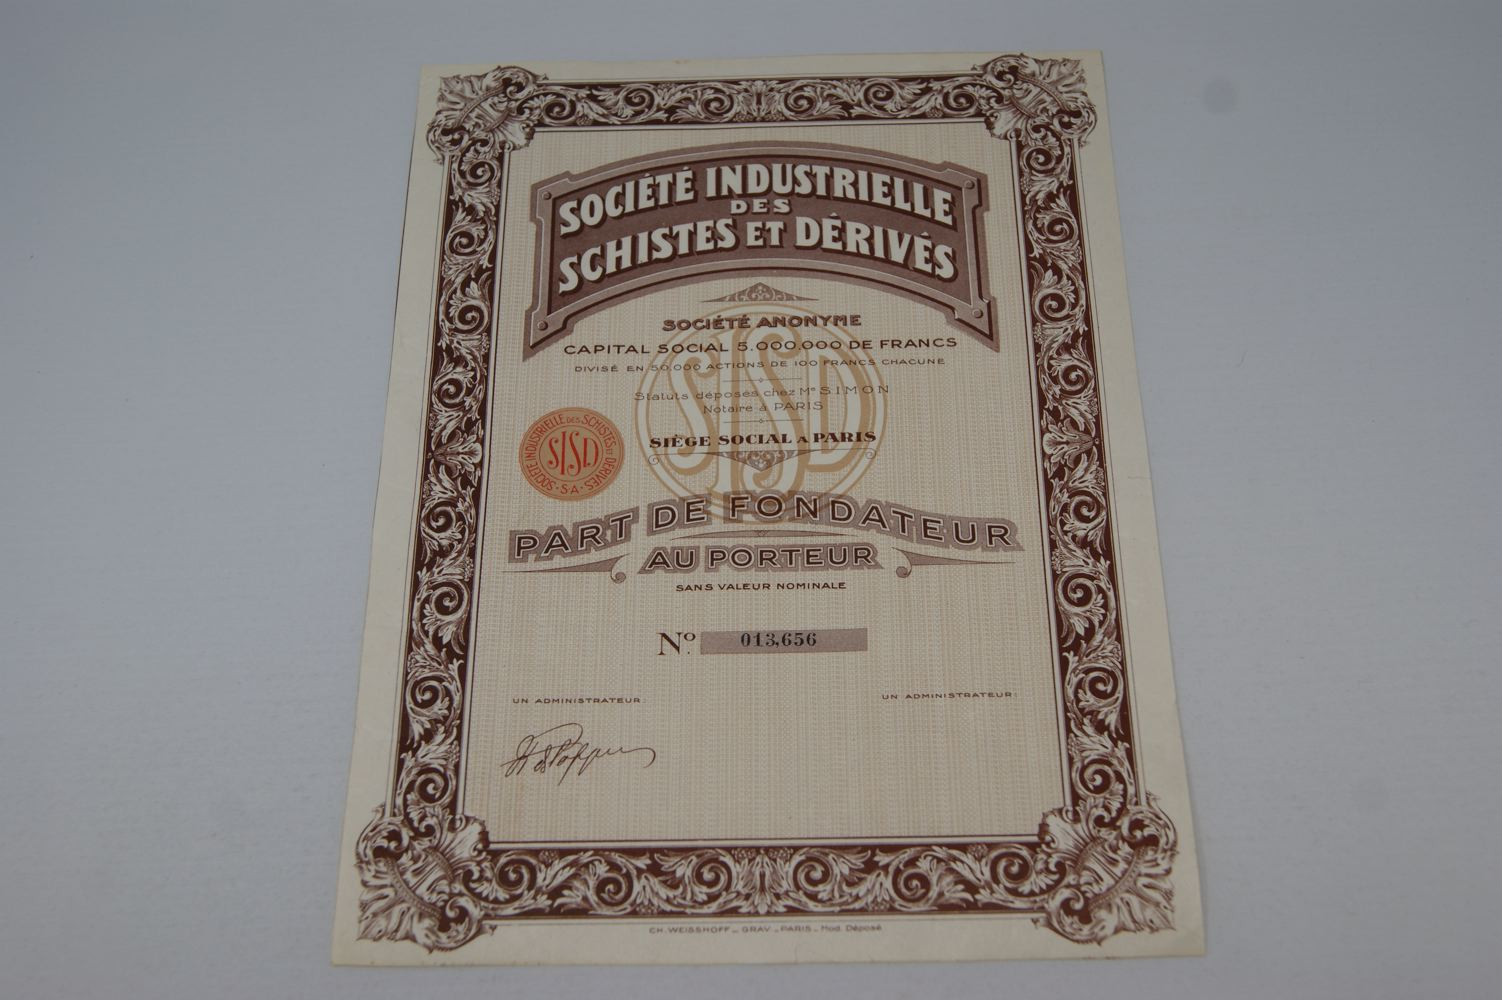 SOCIÉTÉ INDUSTRIELLE
DES
SCHISTES ET DÉRIVÉS
SOCIÉTÉ ANONYME
CAPITAL SOCIAL 5.000.000 DE FRANCS
DIVISÉ EN 50.000 ACTIONS DE 100 FRANCS CHACUNE
Statuts déposés chez Me SIMON
Notaire à PARIS
SIÈGE SOCIAL A PARIS
SISD
SOCIÉTÉ INDUSTRIELLE DES SCHISTES ET DÉRIVÉS
SISD
S.A.
PART DE FONDATEUR
AU PORTEUR
SANS VALEUR NOMINALE
No. 013,656
UN ADMINISTRATEUR:
UN ADMINISTRATEUR:
CH. WEISSHOFF _ GRAV _ PARIS _ Mod. Déposé